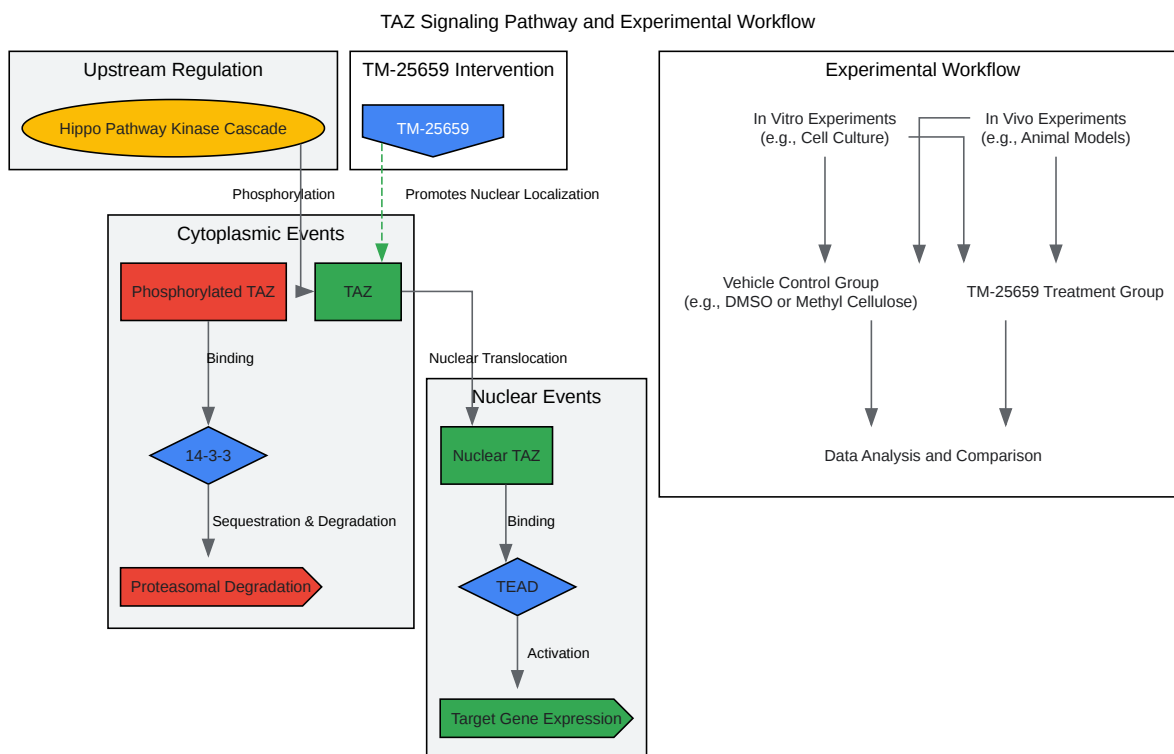 TAZ Signaling Pathway and Experimental Workflow
Upstream Regulation
Hippo Pathway Kinase Cascade
TM-25659 Intervention
TM-25659
Phosphorylation
Promotes Nuclear Localization
Cytoplasmic Events
Phosphorylated TAZ
TAZ
Binding
Nuclear Translocation
14-3-3
Sequestration & Degradation
Proteasomal Degradation
Nuclear Events
Nuclear TAZ
Binding
TEAD
Activation
Target Gene Expression
Experimental Workflow
In Vitro Experiments
(e.g., Cell Culture)
In Vivo Experiments
(e.g., Animal Models)
Vehicle Control Group
(e.g., DMSO or Methyl Cellulose)
TM-25659 Treatment Group
Data Analysis and Comparison